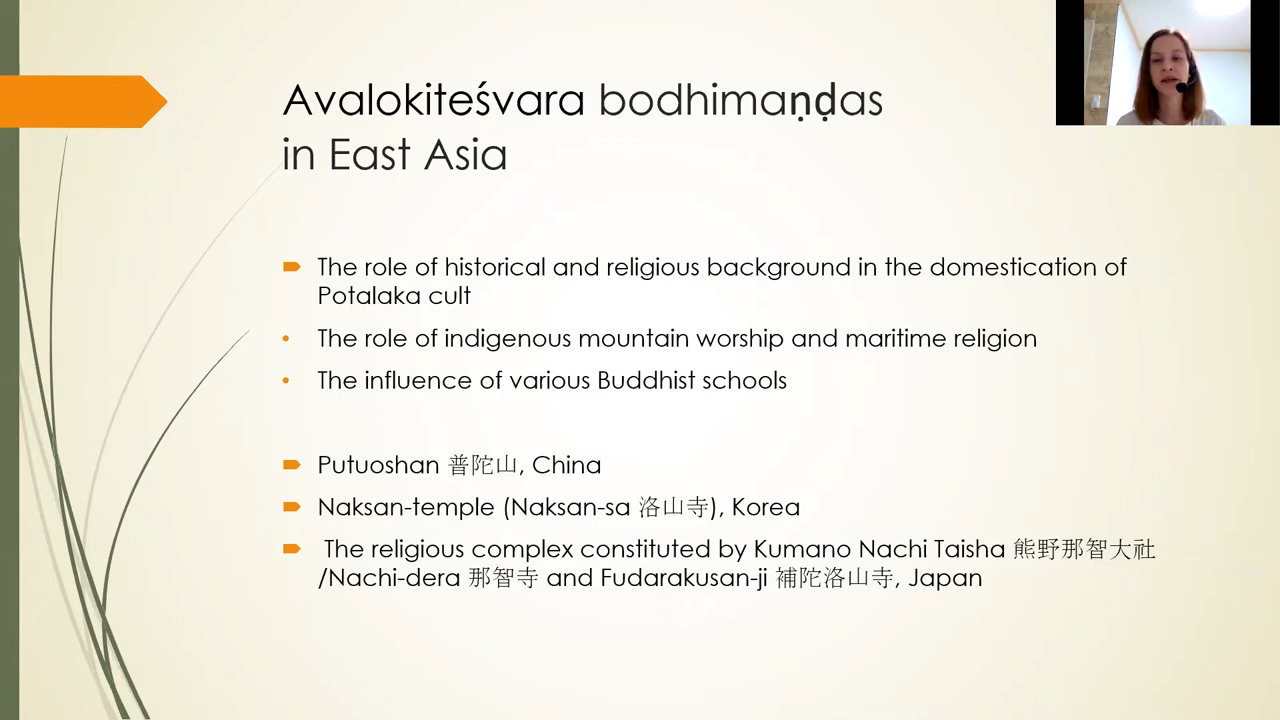 Avalokiteśvara bodhimaṇḍas
in East Asia
The role of historical and religious background in the domestication of
Potalaka cult
The role of indigenous mountain worship and maritime religion
The influence of various Buddhist schools
Putuoshan 普陀山, China
Naksan-temple (Naksan-sa 洛山寺), Korea
The religious complex constituted by Kumano Nachi Taisha 熊野那智大社
/Nachi-dera 那智寺 and Fudarakusan-ji 補陀洛山寺, Japan